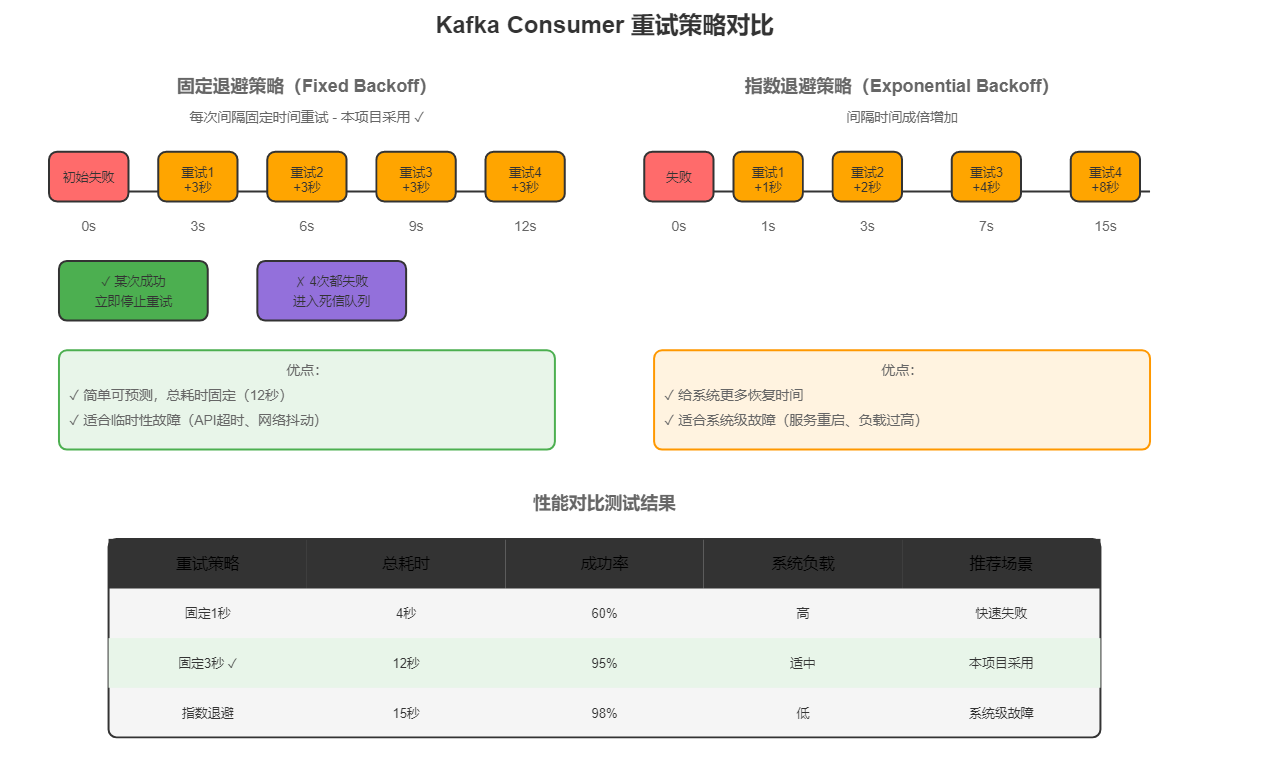 Kafka Consumer 重试策略对比
固定退避策略（Fixed Backoff）
每次间隔固定时间重试 - 本项目采用 ✓
初始失败
重试1
+3秒
重试2
+3秒
重试3
+3秒
重试4
+3秒
0s
3s
6s
9s
12s
✓ 某次成功
立即停止重试
✗ 4次都失败
进入死信队列
优点：
✓ 简单可预测，总耗时固定（12秒）
✓ 适合临时性故障（API超时、网络抖动）
指数退避策略（Exponential Backoff）
间隔时间成倍增加
失败
重试1
+1秒
重试2
+2秒
重试3
+4秒
重试4
+8秒
0s
1s
3s
7s
15s
优点：
✓ 给系统更多恢复时间
✓ 适合系统级故障（服务重启、负载过高）
性能对比测试结果
重试策略 总耗时 成功率 系统负载 推荐场景
固定1秒 4秒 60% 高 快速失败
固定3秒 ✓ 12秒 95% 适中 本项目采用
指数退避 15秒 98% 低 系统级故障